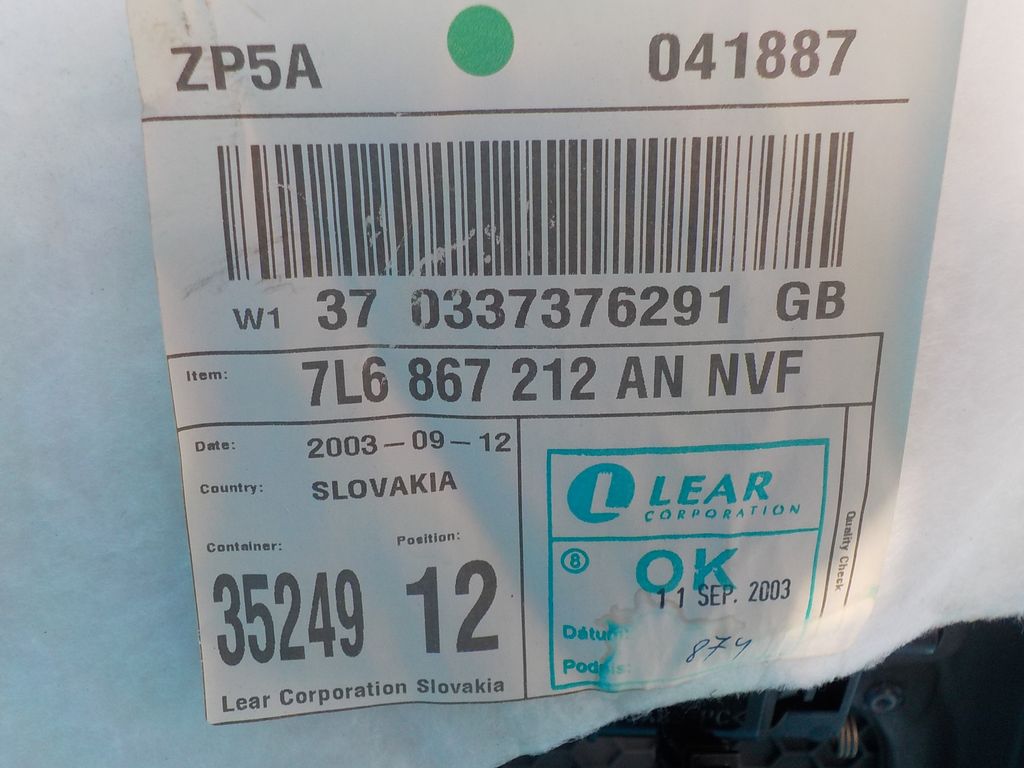 ZP5A 041887
W1 37 0337376291 GB
Item: 7L6 867 212 AN NVF
Date: 2003-09-12
Country: SLOVAKIA
Container: Position:
35249 12
Lear Corporation Slovakia
L LEAR
CORPORATION
8 OK
11 SEP. 2003
Dátum:
Podpis: 874
Quality Check